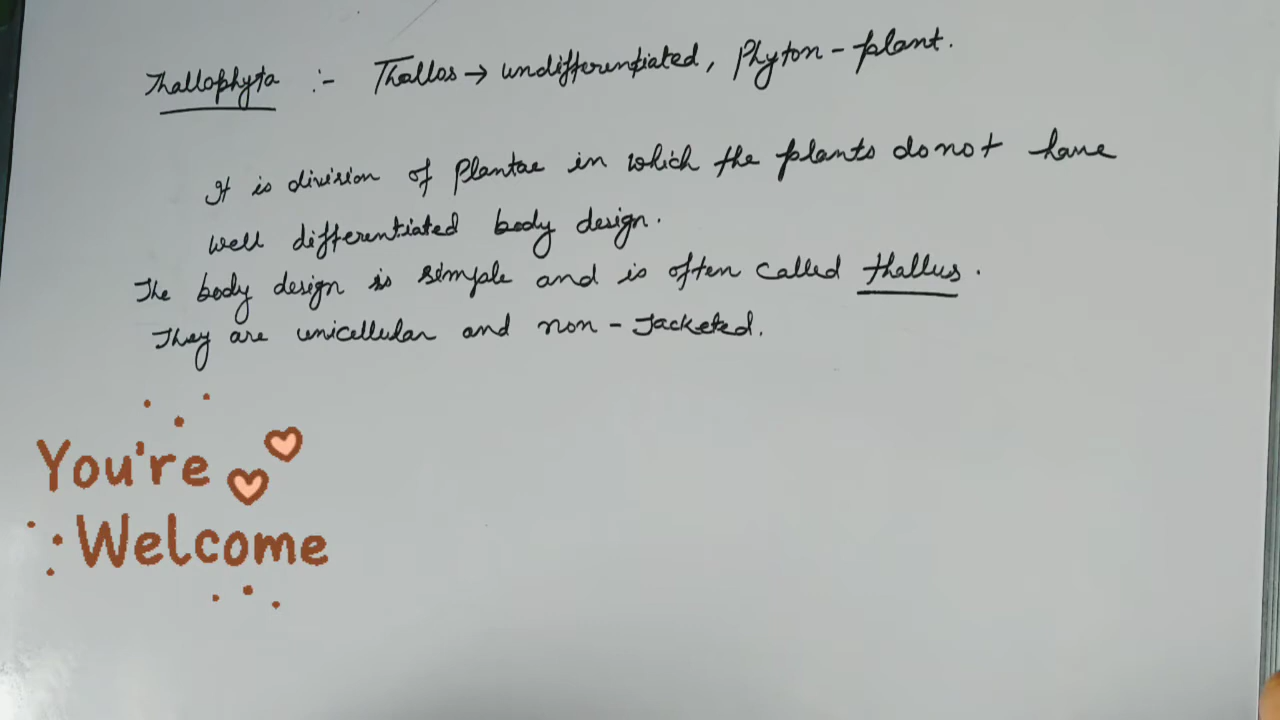 Thallophyta :- Thallos → undifferentiated, Phyton - plant.
It is division of Plantae in which the plants do not have
well differentiated body design.
The body design is simple and is often called thallus.
They are unicellular and non - Jacketed.
You're
Welcome